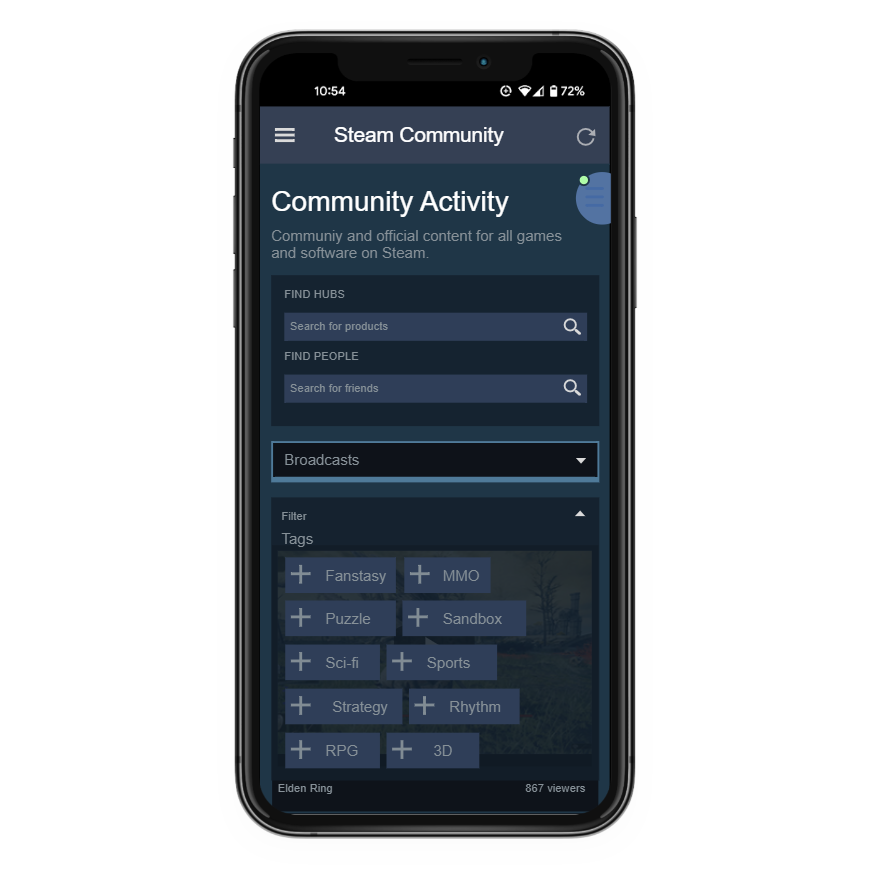 10:54
72%
Steam Community
Community Activity
Communiy and official content for all games
and software on Steam.
FIND HUBS
Search for products
FIND PEOPLE
Search for friends
Broadcasts
Filter
Tags
Fanstasy
MMO
Puzzle
Sandbox
Sci-fi
Sports
Strategy
Rhythm
RPG
3D
Elden Ring
867 viewers